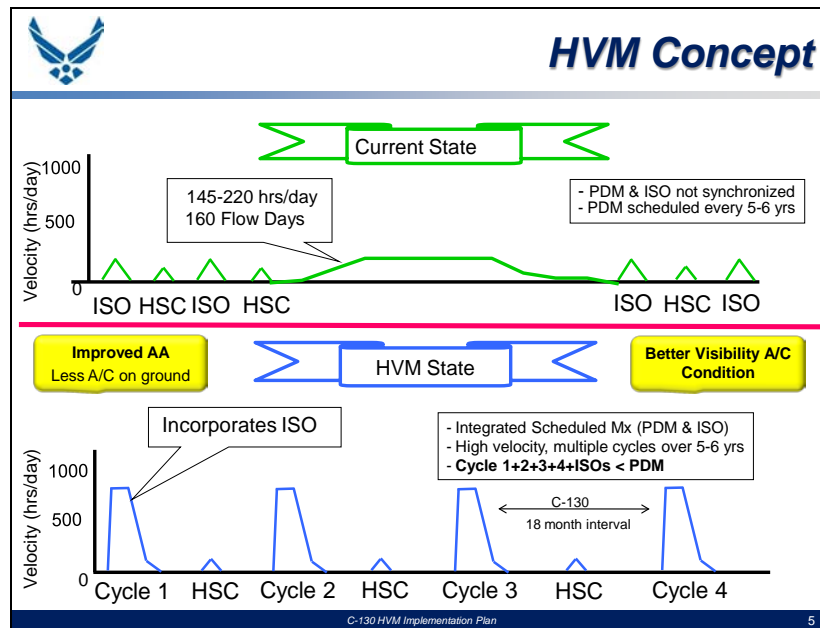 HVM Concept
Current State
Velocity (hrs/day)
1000
500
0
145-220 hrs/day
160 Flow Days
- PDM & ISO not synchronized
- PDM scheduled every 5-6 yrs
ISO HSC ISO HSC ISO HSC ISO
Improved AA
Less A/C on ground
HVM State
Better Visibility A/C
Condition
Incorporates ISO
- Integrated Scheduled Mx (PDM & ISO)
- High velocity, multiple cycles over 5-6 yrs
- Cycle 1+2+3+4+ISOs < PDM
Velocity (hrs/day)
1000
500
0
C-130
18 month interval
Cycle 1 HSC Cycle 2 HSC Cycle 3 HSC Cycle 4
C-130 HVM Implementation Plan
5